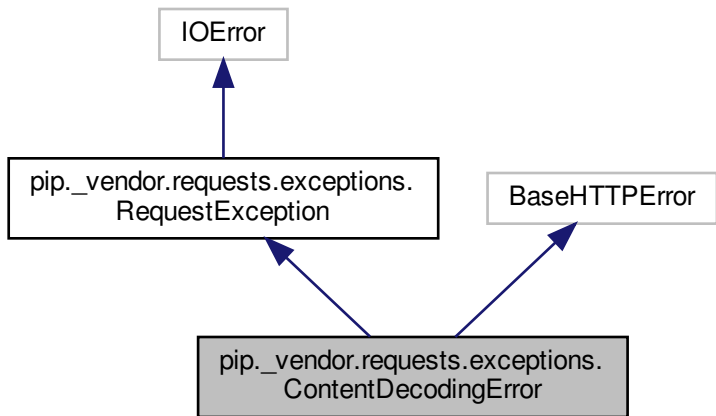 IOError
pip._vendor.requests.exceptions.
RequestException
BaseHTTPError
pip._vendor.requests.exceptions.
ContentDecodingError